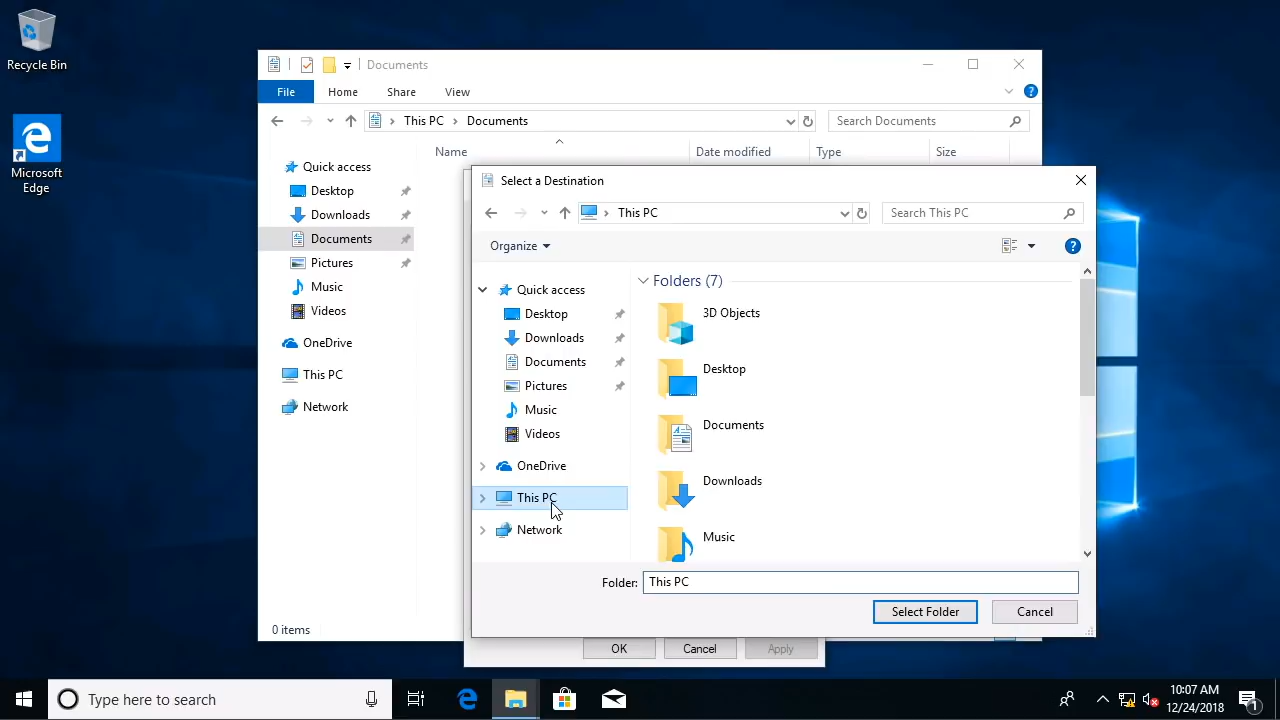 Recycle Bin
Microsoft
Edge
Documents
File Home Share View
This PC Documents
Search Documents
Name Date modified Type Size
Quick access
Desktop
Downloads
Documents
Pictures
Music
Videos
OneDrive
This PC
Network
0 items
Select a Destination
This PC
Search This PC
Organize
Quick access
Desktop
Downloads
Documents
Pictures
Music
Videos
OneDrive
This PC
Network
Folders (7)
3D Objects
Desktop
Documents
Downloads
Music
Folder: This PC
Select Folder Cancel
OK Cancel Apply
Type here to search
10:07 AM
12/24/2018
1